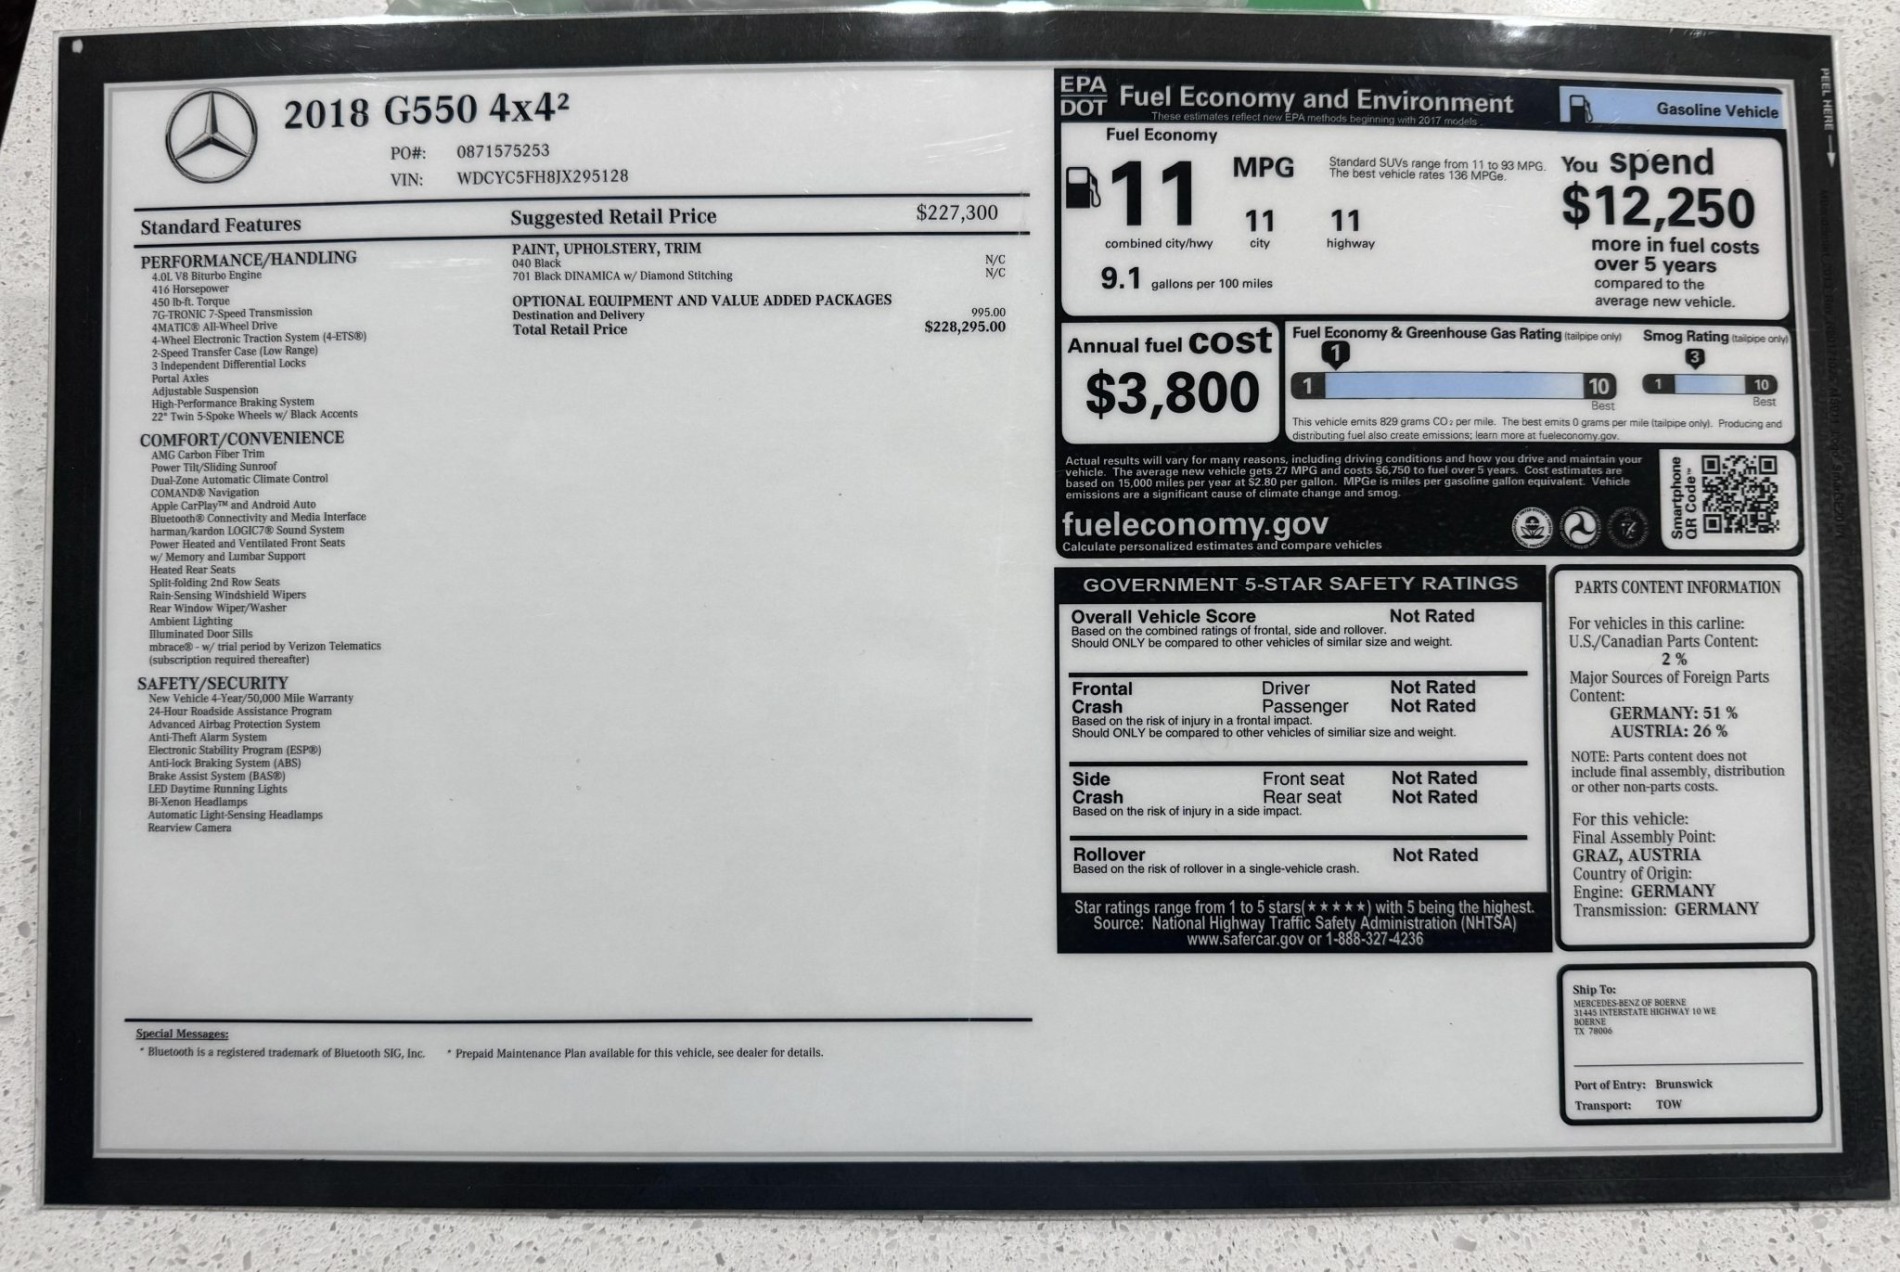 2018 G550 4x4²
PO#: 0871575253
VIN: WDCYC5FH8JX295128
Standard Features
PERFORMANCE/HANDLING
4.0L V8 Biturbo Engine
416 Horsepower
450 lb-ft. Torque
7G-TRONIC 7-Speed Transmission
4MATIC® All-Wheel Drive
4-Wheel Electronic Traction System (4-ETS®)
2-Speed Transfer Case (Low Range)
3 Independent Differential Locks
Portal Axles
Adjustable Suspension
High-Performance Braking System
22" Twin 5-Spoke Wheels w/ Black Accents
COMFORT/CONVENIENCE
AMG Carbon Fiber Trim
Power Tilt/Sliding Sunroof
Dual-Zone Automatic Climate Control
COMAND® Navigation
Apple CarPlay™ and Android Auto
Bluetooth® Connectivity and Media Interface
harman/kardon LOGIC7® Sound System
Power Heated and Ventilated Front Seats
w/ Memory and Lumbar Support
Heated Rear Seats
Split-folding 2nd Row Seats
Rain-Sensing Windshield Wipers
Rear Window Wiper/Washer
Ambient Lighting
Illuminated Door Sills
mbrace® - w/ trial period by Verizon Telematics
(subscription required thereafter)
SAFETY/SECURITY
New Vehicle 4-Year/50,000 Mile Warranty
24-Hour Roadside Assistance Program
Advanced Airbag Protection System
Anti-Theft Alarm System
Electronic Stability Program (ESP®)
Anti-lock Braking System (ABS)
Brake Assist System (BAS®)
LED Daytime Running Lights
Bi-Xenon Headlamps
Automatic Light-Sensing Headlamps
Rearview Camera
Suggested Retail Price $227,300
PAINT, UPHOLSTERY, TRIM
040 Black N/C
701 Black DINAMICA w/ Diamond Stitching N/C
OPTIONAL EQUIPMENT AND VALUE ADDED PACKAGES
Destination and Delivery 995.00
Total Retail Price $228,295.00
Special Messages:
* Bluetooth is a registered trademark of Bluetooth SIG, Inc. * Prepaid Maintenance Plan available for this vehicle, see dealer for details.
EPA
DOT Fuel Economy and Environment
These estimates reflect new EPA methods beginning with 2017 models
Gasoline Vehicle
Fuel Economy
11 MPG
combined city/hwy
11
city
11
highway
9.1 gallons per 100 miles
Standard SUVs range from 11 to 93 MPG.
The best vehicle rates 136 MPGe.
You spend
$12,250
more in fuel costs
over 5 years
compared to the
average new vehicle.
Annual fuel cost
$3,800
Fuel Economy & Greenhouse Gas Rating (tailpipe only)
1
1 10
Best
Smog Rating (tailpipe only)
3
1 10
Best
This vehicle emits 829 grams CO2 per mile. The best emits 0 grams per mile (tailpipe only). Producing and
distributing fuel also create emissions; learn more at fueleconomy.gov.
Actual results will vary for many reasons, including driving conditions and how you drive and maintain your
vehicle. The average new vehicle gets 27 MPG and costs $6,750 to fuel over 5 years. Cost estimates are
based on 15,000 miles per year at $2.80 per gallon. MPGe is miles per gasoline gallon equivalent. Vehicle
emissions are a significant cause of climate change and smog.
fueleconomy.gov
Calculate personalized estimates and compare vehicles
Smartphone
QR Code™
GOVERNMENT 5-STAR SAFETY RATINGS
Overall Vehicle Score Not Rated
Based on the combined ratings of frontal, side and rollover.
Should ONLY be compared to other vehicles of similar size and weight.
Frontal Driver Not Rated
Crash Passenger Not Rated
Based on the risk of injury in a frontal impact.
Should ONLY be compared to other vehicles of similiar size and weight.
Side Front seat Not Rated
Crash Rear seat Not Rated
Based on the risk of injury in a side impact.
Rollover Not Rated
Based on the risk of rollover in a single-vehicle crash.
Star ratings range from 1 to 5 stars(★★★★★) with 5 being the highest.
Source: National Highway Traffic Safety Administration (NHTSA)
www.safercar.gov or 1-888-327-4236
PARTS CONTENT INFORMATION
For vehicles in this carline:
U.S./Canadian Parts Content:
2 %
Major Sources of Foreign Parts
Content:
GERMANY: 51 %
AUSTRIA: 26 %
NOTE: Parts content does not
include final assembly, distribution
or other non-parts costs.
For this vehicle:
Final Assembly Point:
GRAZ, AUSTRIA
Country of Origin:
Engine: GERMANY
Transmission: GERMANY
Ship To:
MERCEDES-BENZ OF BOERNE
31445 INTERSTATE HIGHWAY 10 WE
BOERNE
TX 78006
Port of Entry: Brunswick
Transport: TOW
PEEL HERE